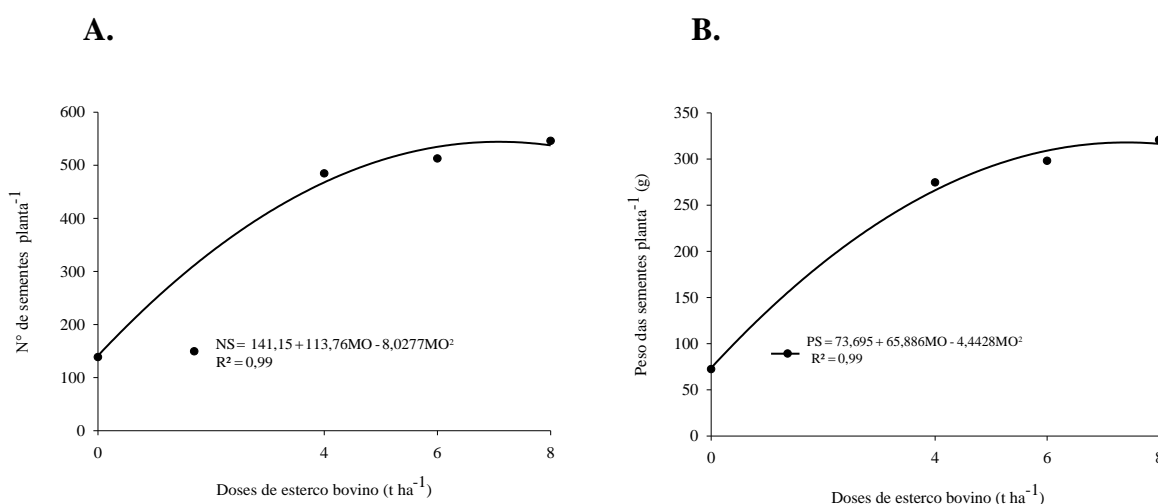 A.
600
500
400
300
200
100
0
N° de sementes planta⁻¹
NS= 141,15+113,76MO - 8,0277MO²
R² = 0,99
0 4 6 8
Doses de esterco bovino (t ha⁻¹)
B.
350
300
250
200
150
100
50
0
Peso das sementes planta⁻¹ (g)
PS = 73,695 + 65,886MO - 4,4428MO²
R² = 0,99
0 4 6 8
Doses de esterco bovino (t ha⁻¹)